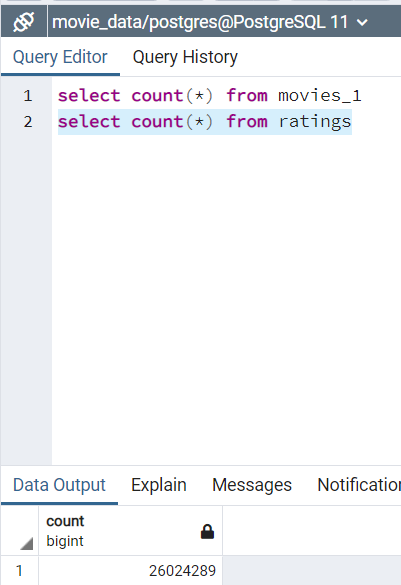 movie_data/postgres@PostgreSQL 11
Query Editor Query History
1 select count(*) from movies_1
2 select count(*) from ratings
Data Output Explain Messages Notification
count
bigint
1 26024289